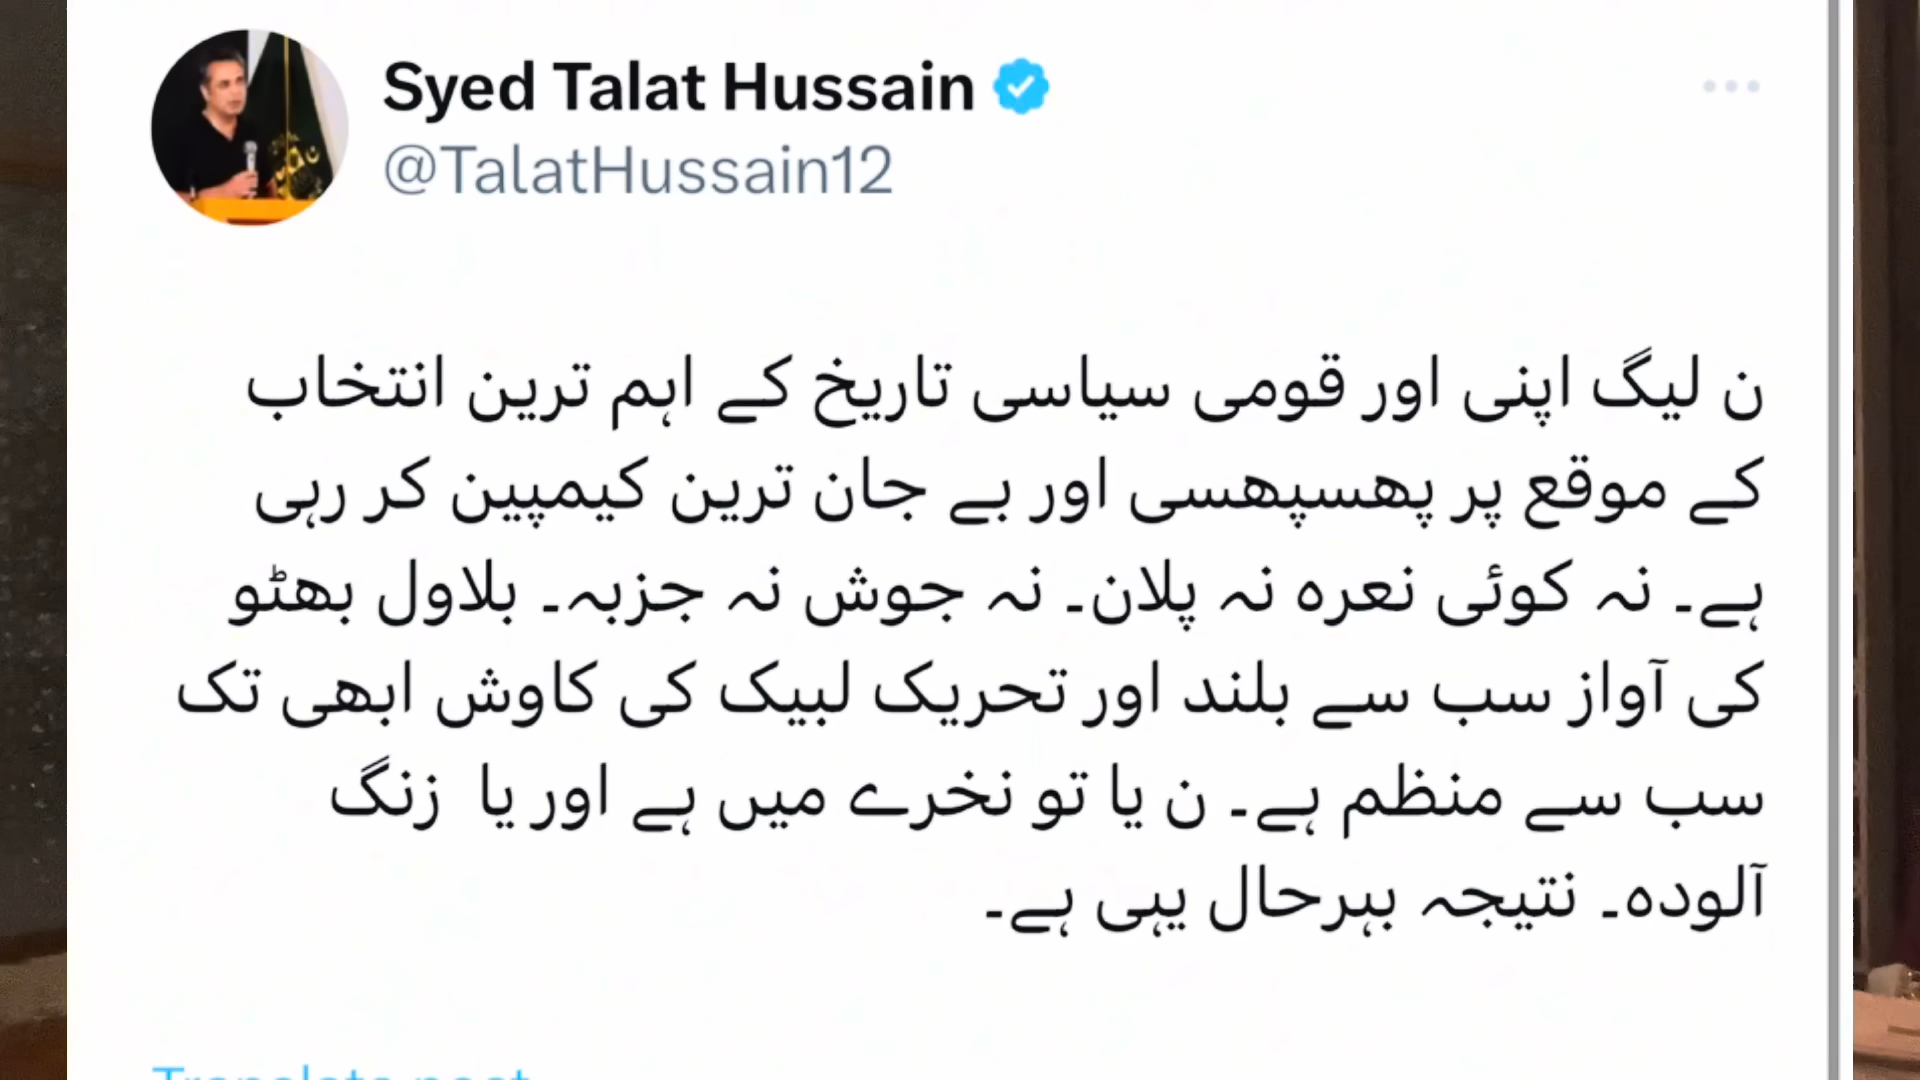 Syed Talat Hussain
@TalatHussain12
ن لیگ اپنی اور قومی سیاسی تاریخ کے اہم ترین انتخاب
کے موقع پر پھسپھسی اور بے جان ترین کیمپین کر رہی
ہے۔ نہ کوئی نعرہ نہ پلان۔ نہ جوش نہ جزبہ۔ بلاول بھٹو
کی آواز سب سے بلند اور تحریک لبیک کی کاوش ابھی تک
سب سے منظم ہے۔ ن یا تو نخرے میں ہے اور یا زنگ
آلودہ۔ نتیجہ بہرحال یہی ہے۔
Translate post